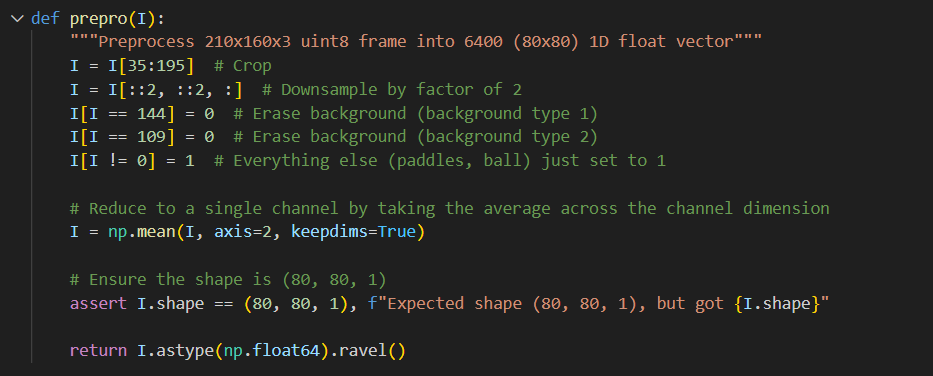 def prepro(I):
    """Preprocess 210x160x3 uint8 frame into 6400 (80x80) 1D float vector"""
    I = I[35:195]  # Crop
    I = I[::2, ::2, :]  # Downsample by factor of 2
    I[I == 144] = 0  # Erase background (background type 1)
    I[I == 109] = 0  # Erase background (background type 2)
    I[I != 0] = 1  # Everything else (paddles, ball) just set to 1

    # Reduce to a single channel by taking the average across the channel dimension
    I = np.mean(I, axis=2, keepdims=True)

    # Ensure the shape is (80, 80, 1)
    assert I.shape == (80, 80, 1), f"Expected shape (80, 80, 1), but got {I.shape}"

    return I.astype(np.float64).ravel()